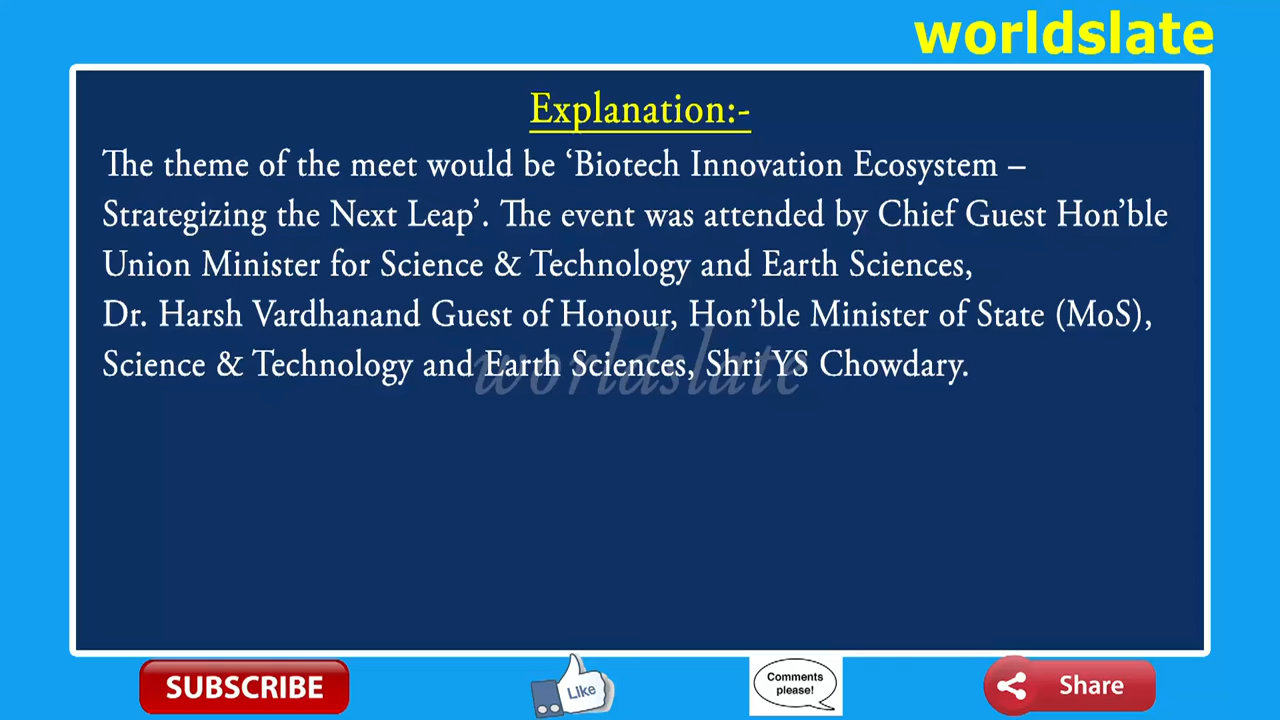 worldslate
Explanation:-
The theme of the meet would be ‘Biotech Innovation Ecosystem –
Strategizing the Next Leap’. The event was attended by Chief Guest Hon’ble
Union Minister for Science & Technology and Earth Sciences,
Dr. Harsh Vardhanand Guest of Honour, Hon’ble Minister of State (MoS),
Science & Technology and Earth Sciences, Shri YS Chowdary.
worldslate
SUBSCRIBE
Like
Comments
please!
Share